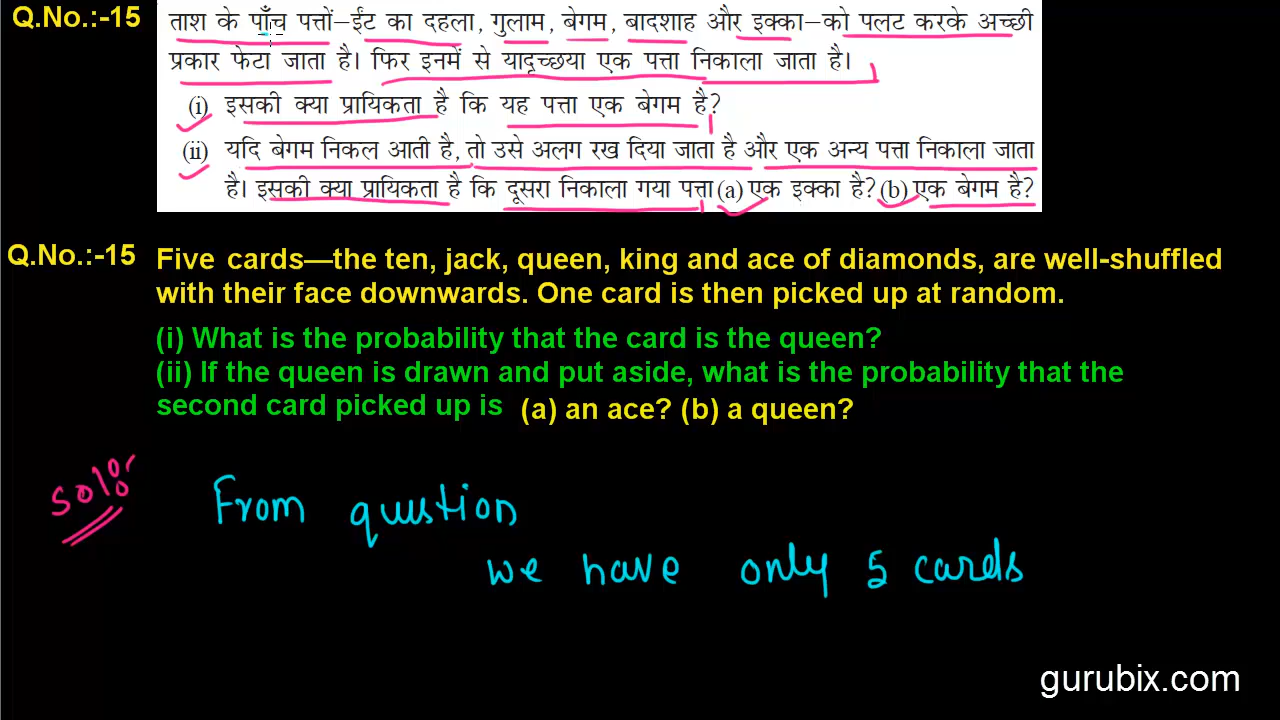 Q.No.:-15
ताश के पाँच पत्तों–ईंट का दहला, गुलाम, बेगम, बादशाह और इक्का–को पलट करके अच्छी
प्रकार फेटा जाता है। फिर इनमें से यादृच्छया एक पत्ता निकाला जाता है।
(i) इसकी क्या प्रायिकता है कि यह पत्ता एक बेगम है?
(ii) यदि बेगम निकल आती है, तो उसे अलग रख दिया जाता है और एक अन्य पत्ता निकाला जाता
है। इसकी क्या प्रायिकता है कि दूसरा निकाला गया पत्ता (a) एक इक्का है? (b) एक बेगम है?
Q.No.:-15
Five cards—the ten, jack, queen, king and ace of diamonds, are well-shuffled
with their face downwards. One card is then picked up at random.
(i) What is the probability that the card is the queen?
(ii) If the queen is drawn and put aside, what is the probability that the
second card picked up is (a) an ace? (b) a queen?
From question
we have only 5 cards
gurubix.com